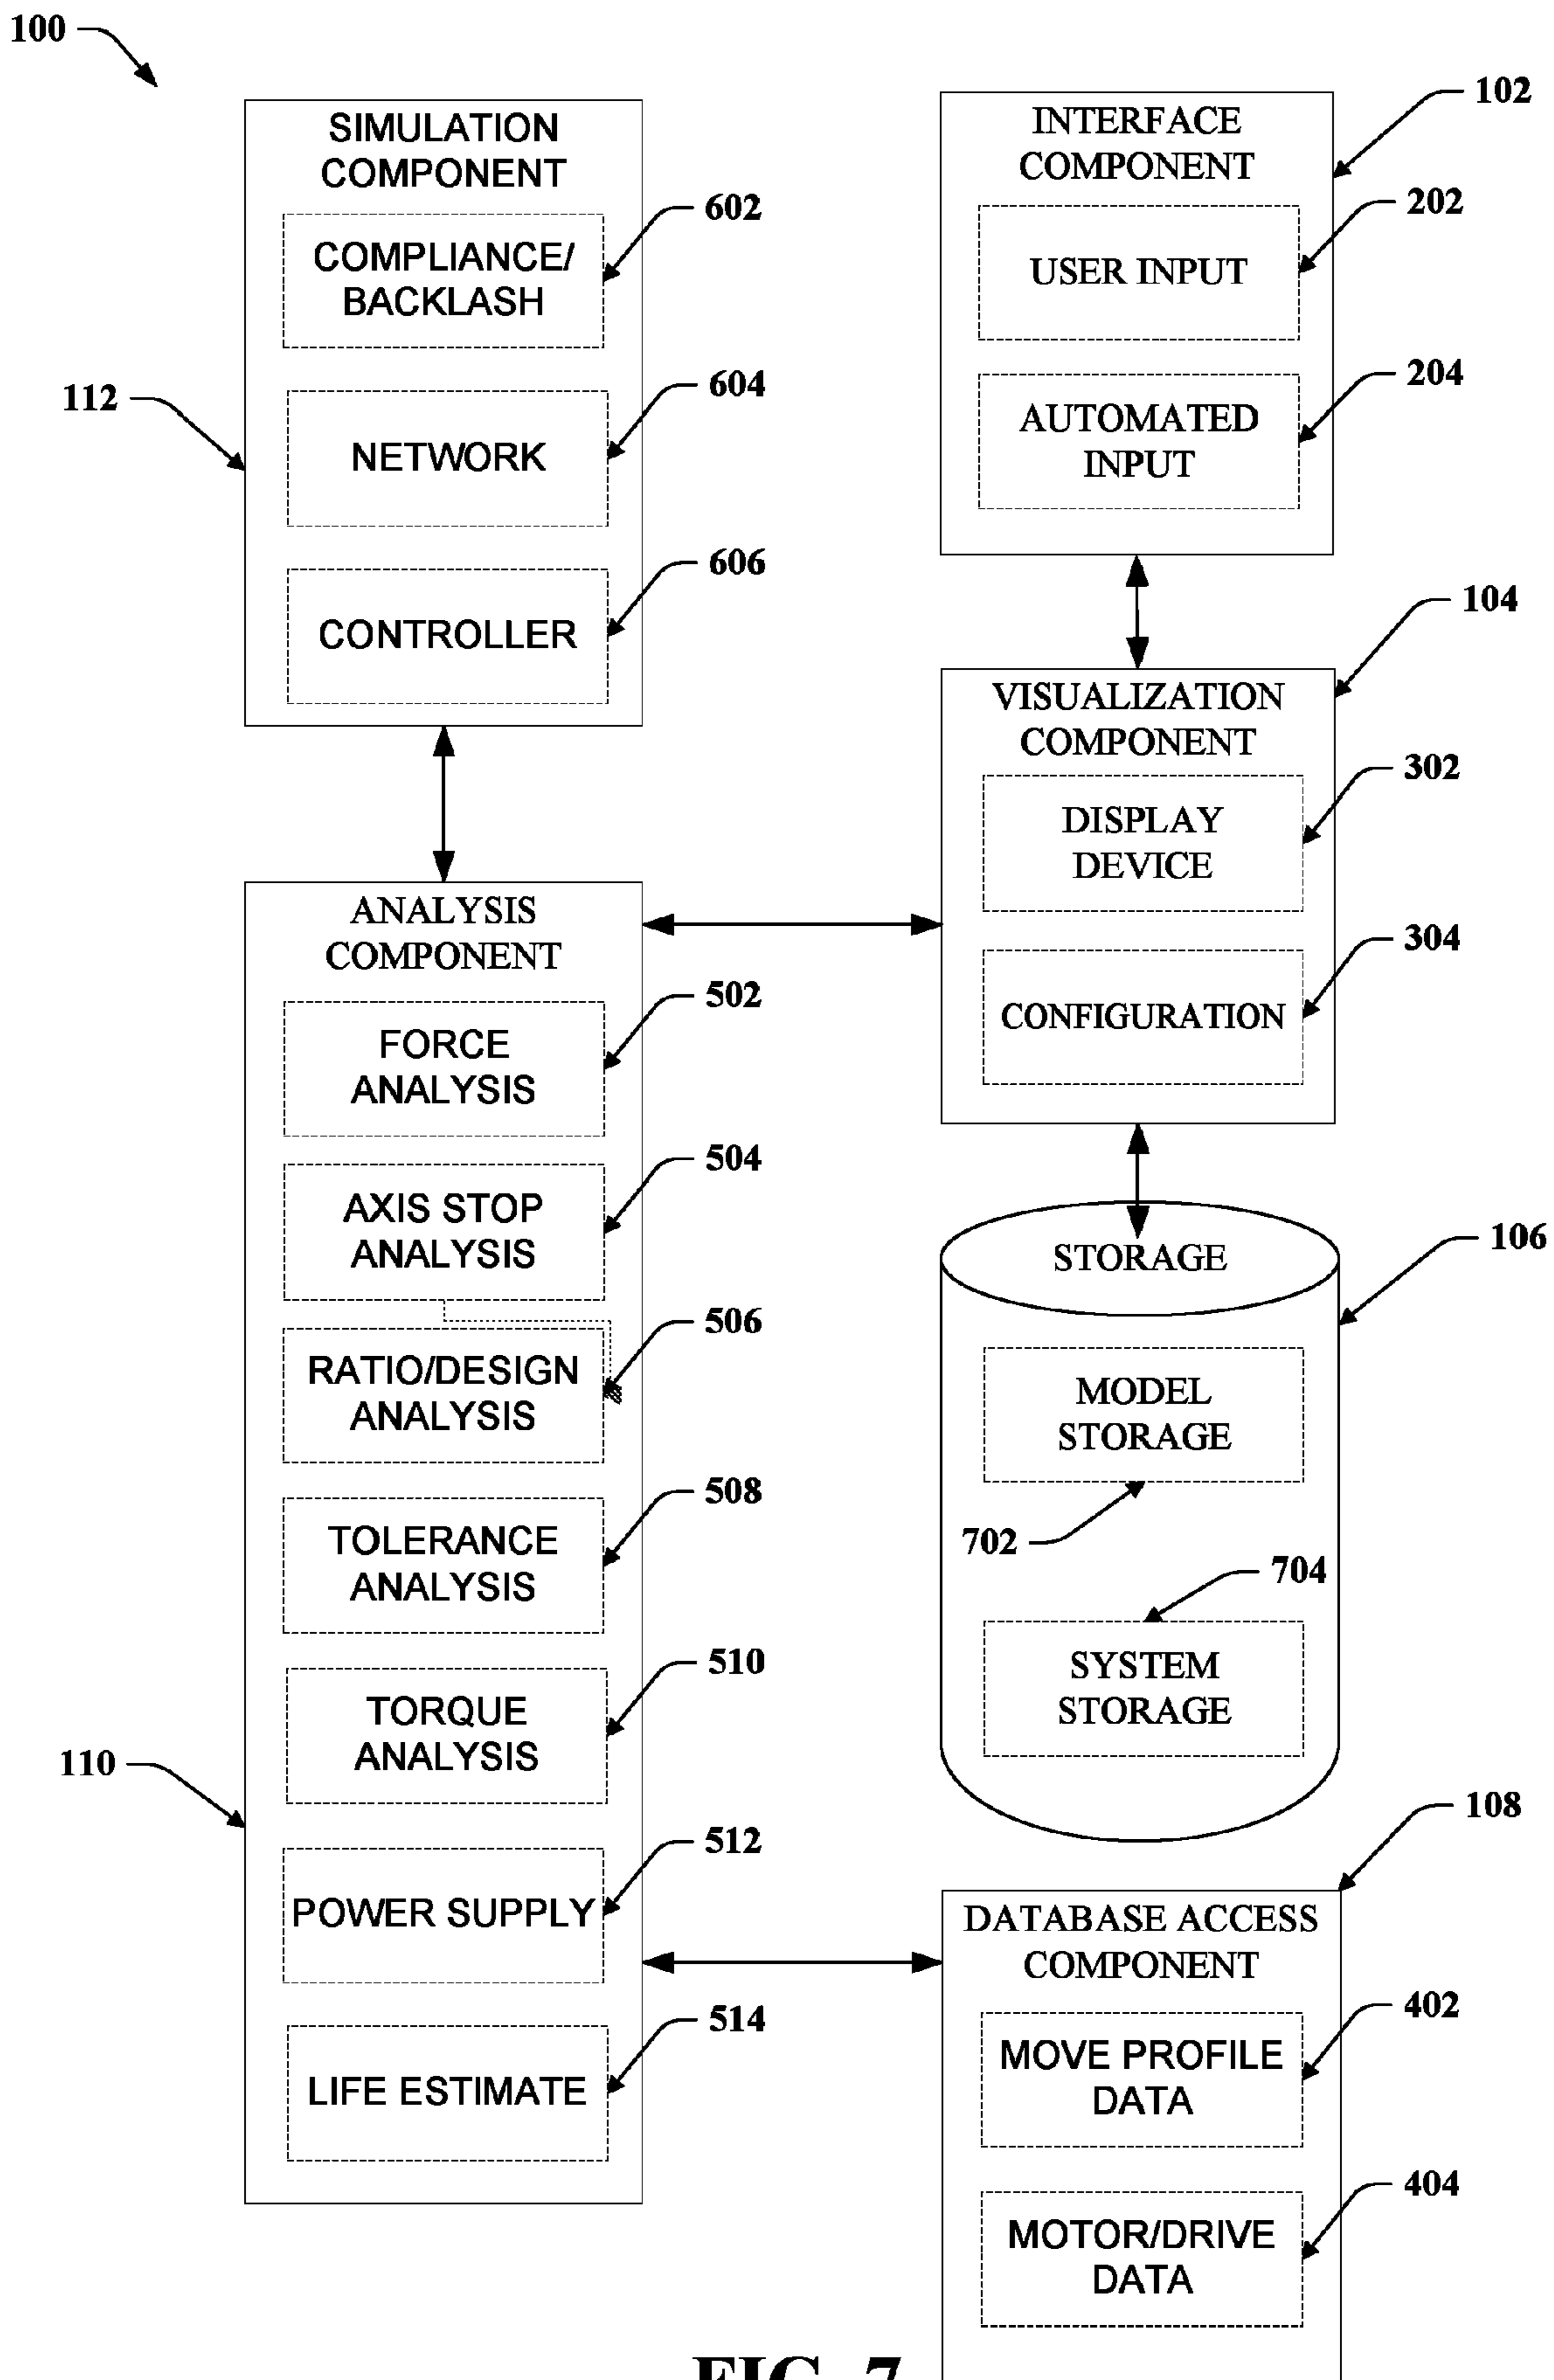 100
SIMULATION
COMPONENT
602
COMPLIANCE/
BACKLASH
112
604
NETWORK
606
CONTROLLER
INTERFACE
COMPONENT
102
202
USER INPUT
204
AUTOMATED
INPUT
104
VISUALIZATION
COMPONENT
302
DISPLAY
DEVICE
304
CONFIGURATION
ANALYSIS
COMPONENT
502
FORCE
ANALYSIS
504
AXIS STOP
ANALYSIS
506
RATIO/DESIGN
ANALYSIS
508
TOLERANCE
ANALYSIS
510
TORQUE
ANALYSIS
110
512
POWER SUPPLY
514
LIFE ESTIMATE
106
STORAGE
MODEL
STORAGE
702
704
SYSTEM
STORAGE
108
DATABASE ACCESS
COMPONENT
402
MOVE PROFILE
DATA
404
MOTOR/DRIVE
DATA
FIG. 7